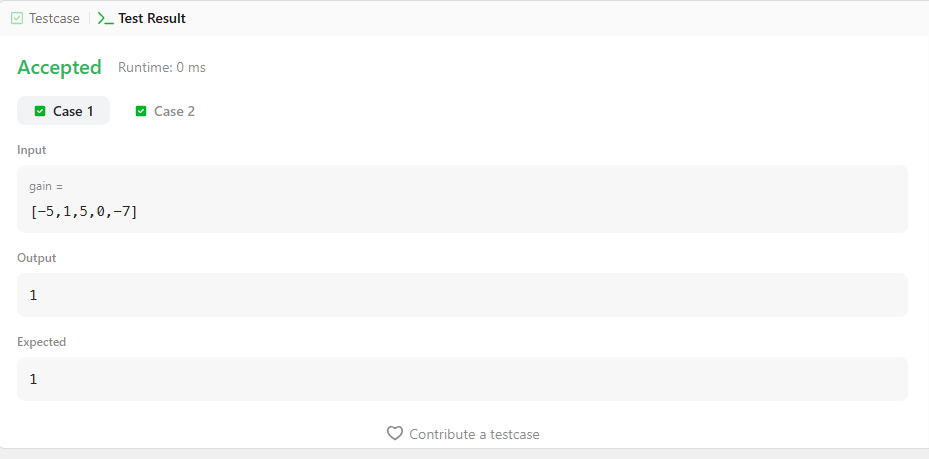 Testcase Test Result
Accepted Runtime: 0 ms
Case 1 Case 2
Input
gain =
[-5,1,5,0,-7]
Output
1
Expected
1
Contribute a testcase